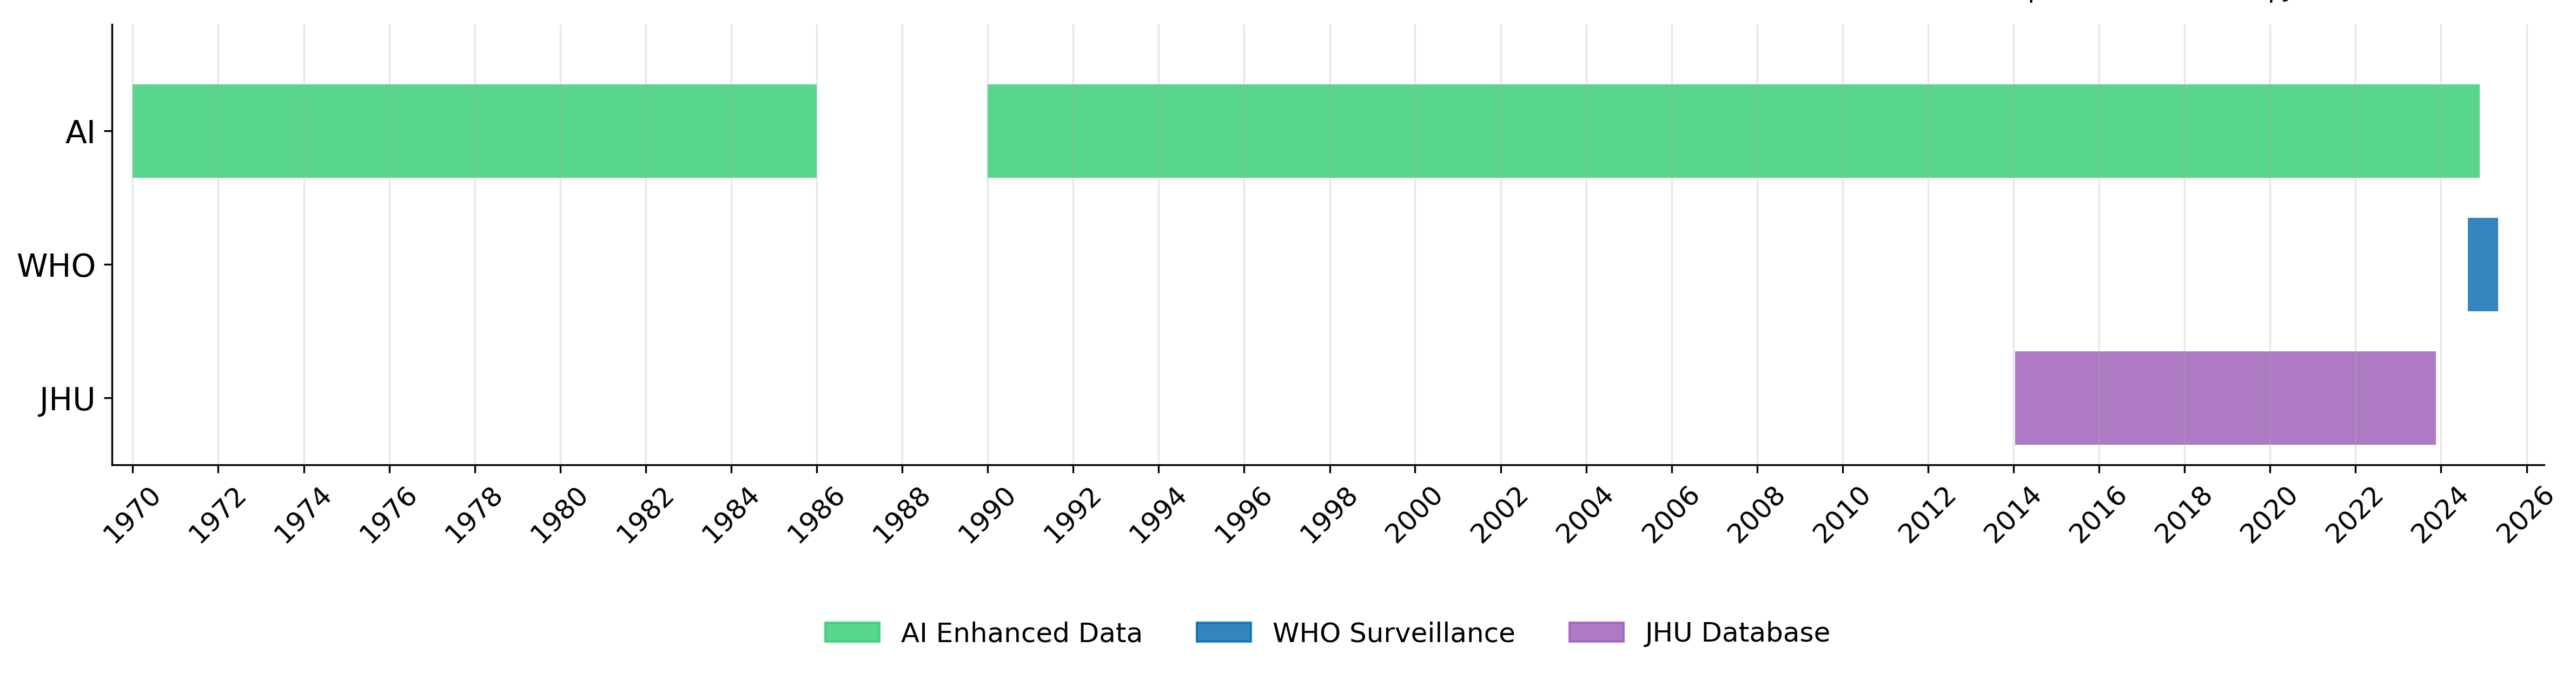 AI
WHO
JHU
1970 1972 1974 1976 1978 1980 1982 1984 1986 1988 1990 1992 1994 1996 1998 2000 2002 2004 2006 2008 2010 2012 2014 2016 2018 2020 2022 2024 2026
AI Enhanced Data WHO Surveillance JHU Database